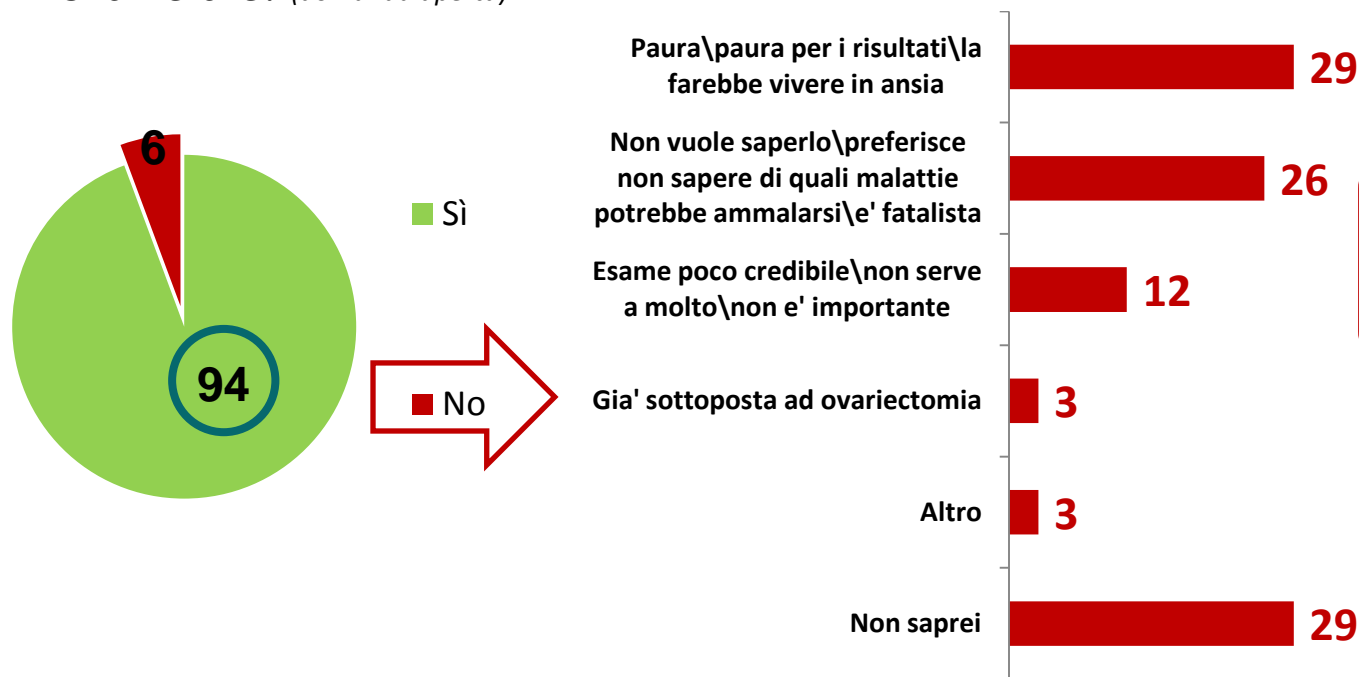 6
94
Sì
No
Paura\paura per i risultati\la
farebbe vivere in ansia
29
Non vuole saperlo\preferisce
non sapere di quali malattie
potrebbe ammalarsi\e' fatalista
26
Esame poco credibile\non serve
a molto\non e' importante
12
Gia' sottoposta ad ovariectomia
3
Altro
3
Non saprei
29